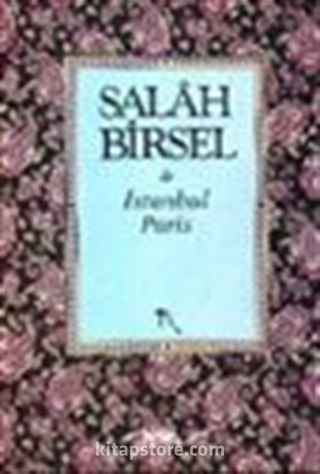 SALÂH
BİRSEL
İstanbul
Paris
kitapstore.com